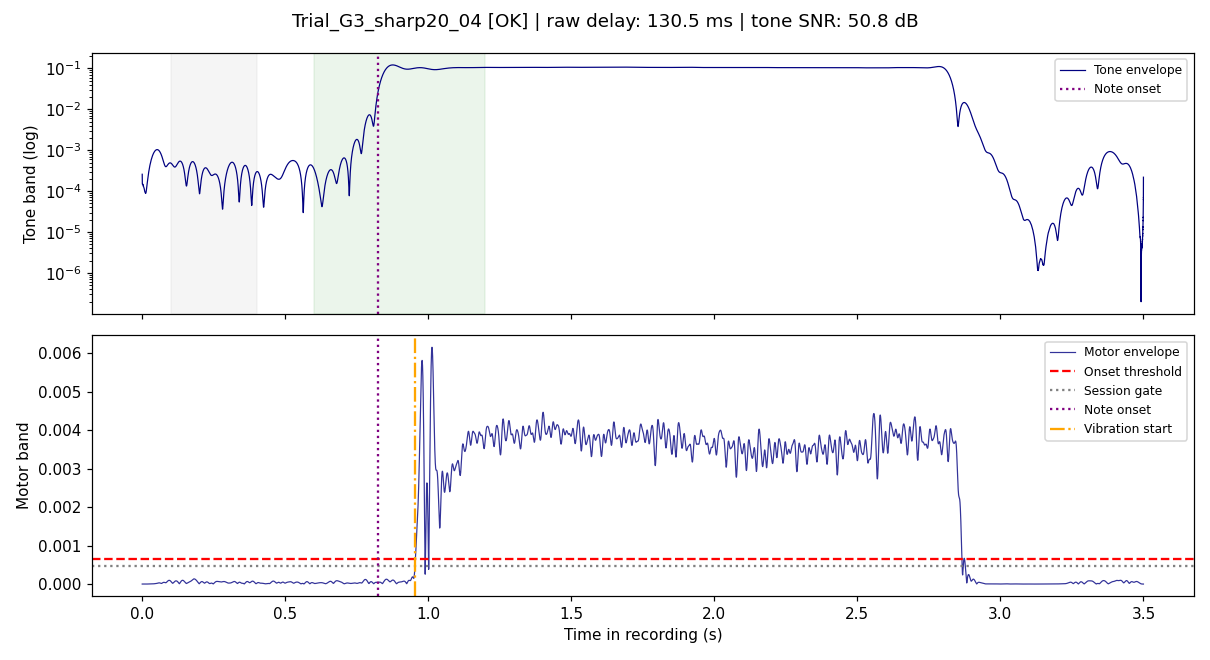 Trial_G3_sharp20_04 [OK] | raw delay: 130.5 ms | tone SNR: 50.8 dB
Tone band (log)
10⁻¹
10⁻²
10⁻³
10⁻⁴
10⁻⁵
10⁻⁶
Tone envelope
Note onset
Motor band
0.006
0.005
0.004
0.003
0.002
0.001
0.000
Motor envelope
Onset threshold
Session gate
Note onset
Vibration start
0.0 0.5 1.0 1.5 2.0 2.5 3.0 3.5
Time in recording (s)